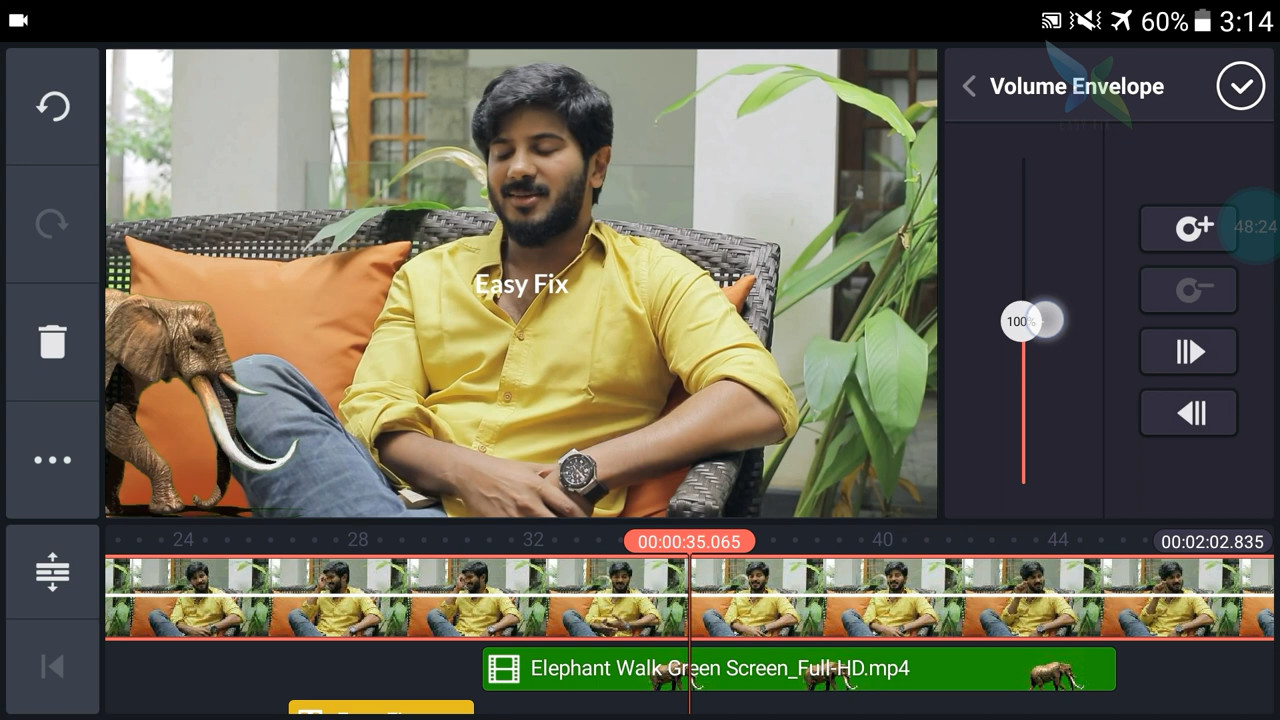 60% 3:14
Volume Envelope
48:24
Easy Fix
100%
24 28 32 00:00:35.065 40 44 00:02:02.835
Elephant Walk Green Screen_Full-HD.mp4